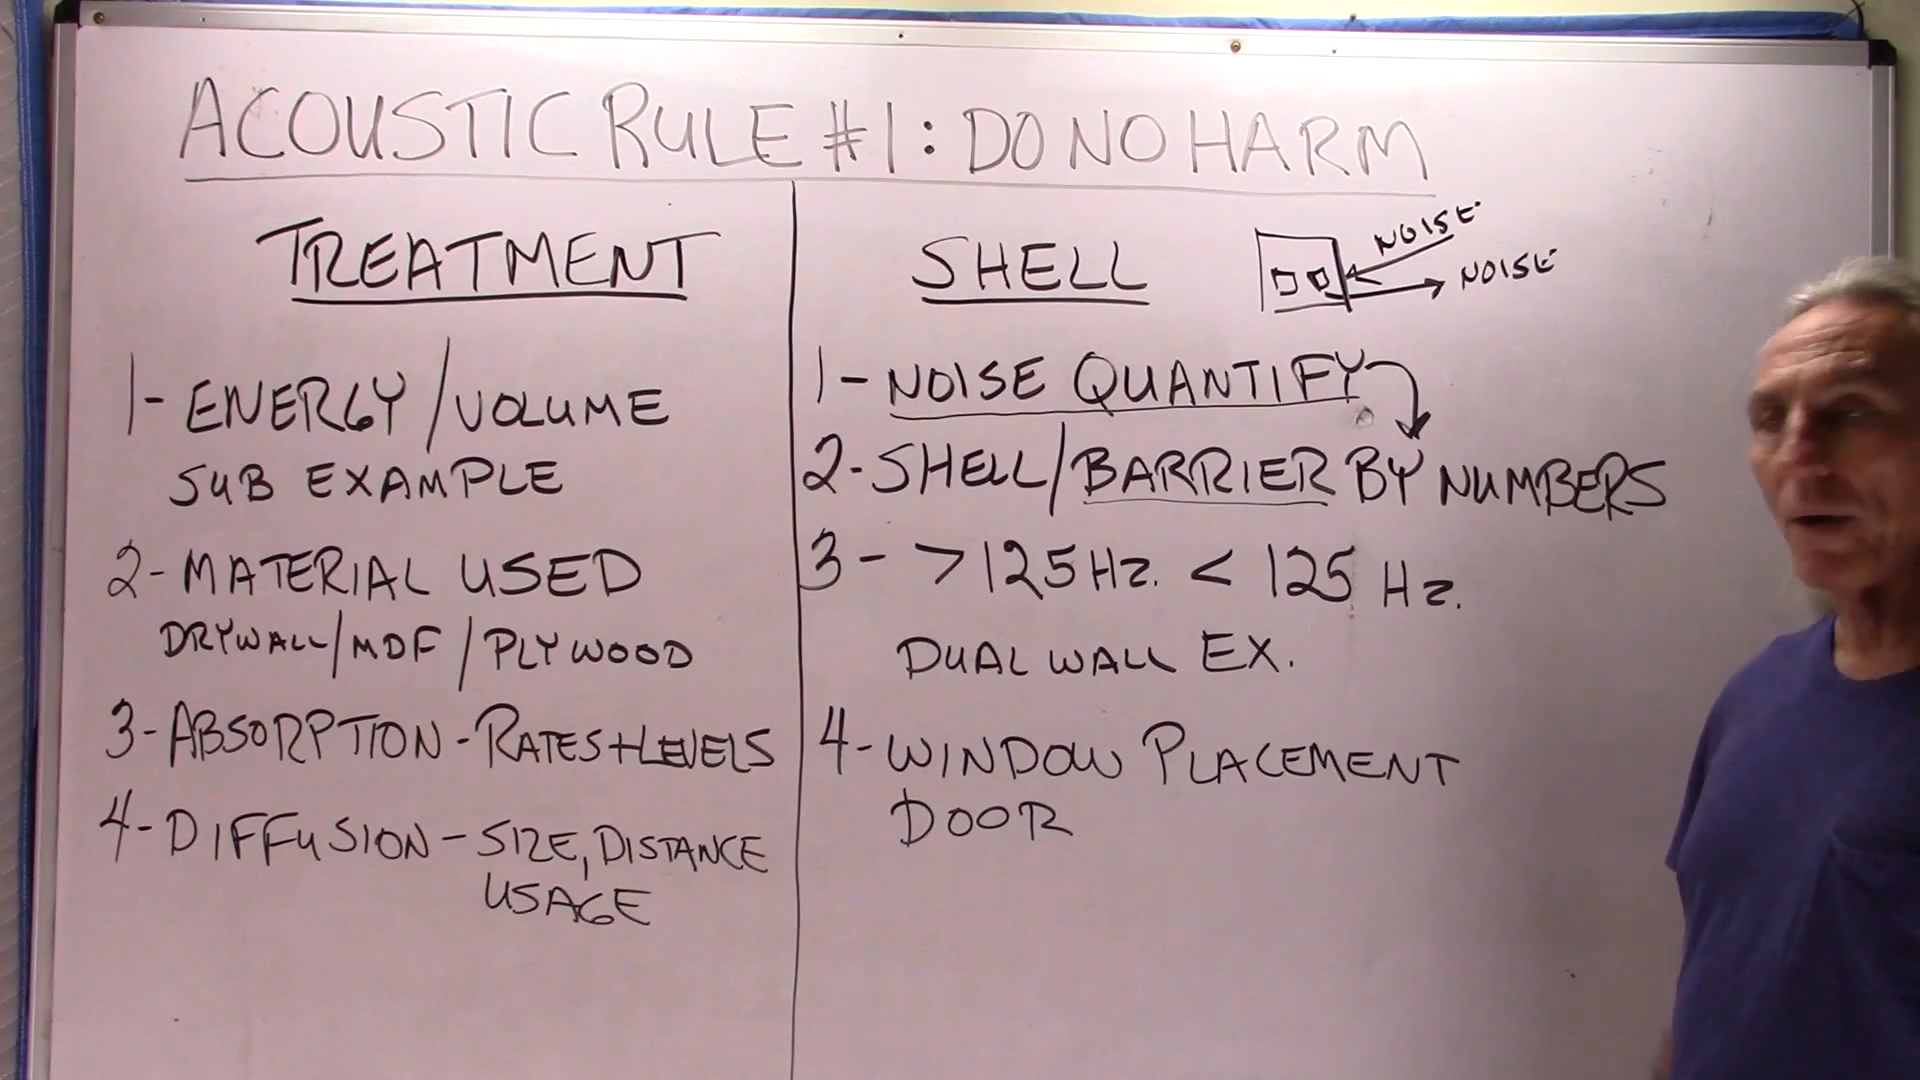 ACOUSTIC RULE #1: DO NO HARM
TREATMENT
1- ENERGY/VOLUME
SUB EXAMPLE
2- MATERIAL USED
DRYWALL/MDF/PLYWOOD
3- ABSORPTION - RATES+LEVELS
4- DIFFUSION - SIZE, DISTANCE
USAGE
SHELL
NOISE
NOISE
1- NOISE QUANTIFY
2- SHELL/BARRIER BY NUMBERS
3- >125 Hz. < 125 Hz.
DUAL WALL EX.
4- WINDOW PLACEMENT
DOOR